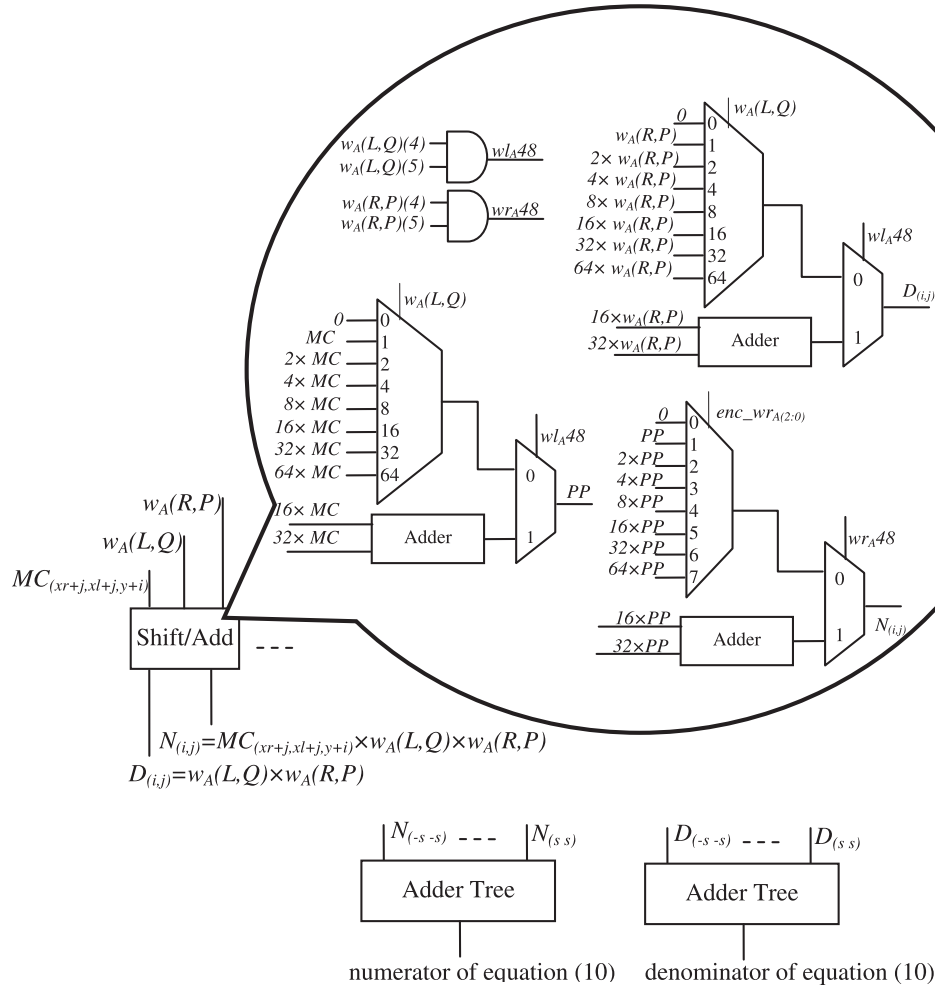 w_A(L,Q)(4)
w_A(L,Q)(5)
wl_A48
w_A(R,P)(4)
w_A(R,P)(5)
wr_A48
w_A(L,Q)
0 0
w_A(R,P) 1
2× w_A(R,P) 2
4× w_A(R,P) 4
8× w_A(R,P) 8
16× w_A(R,P) 16
32× w_A(R,P) 32
64× w_A(R,P) 64
wl_A48
0
1
D_(i,j)
16×w_A(R,P)
32×w_A(R,P)
Adder
w_A(L,Q)
0 0
MC 1
2× MC 2
4× MC 4
8× MC 8
16× MC 16
32× MC 32
64× MC 64
wl_A48
0
1
PP
16× MC
32× MC
Adder
enc_wr_A(2:0)
0 0
PP 1
2×PP 2
4×PP 3
8×PP 4
16×PP 5
32×PP 6
64×PP 7
wr_A48
0
1
N_(i,j)
16×PP
32×PP
Adder
w_A(R,P)
w_A(L,Q)
MC_(xr+j,xl+j,y+i)
Shift/Add
---
N_(i,j)=MC_(xr+j,xl+j,y+i)×w_A(L,Q)×w_A(R,P)
D_(i,j)=w_A(L,Q)×w_A(R,P)
N_(-s -s) --- N_(s s)
Adder Tree
numerator of equation (10)
D_(-s -s) --- D_(s s)
Adder Tree
denominator of equation (10)